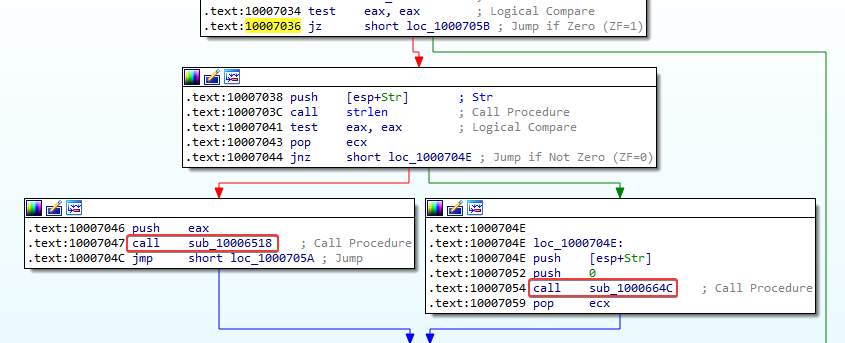 .text:10007034 test eax, eax ; Logical Compare
.text:10007036 jz short loc_1000705B ; Jump if Zero (ZF=1)
.text:10007038 push [esp+Str] ; Str
.text:1000703C call strlen ; Call Procedure
.text:10007041 test eax, eax ; Logical Compare
.text:10007043 pop ecx
.text:10007044 jnz short loc_1000704E ; Jump if Not Zero (ZF=0)
.text:10007046 push eax
.text:10007047 call sub_10006518 ; Call Procedure
.text:1000704C jmp short loc_1000705A ; Jump
.text:1000704E
.text:1000704E loc_1000704E:
.text:1000704E push [esp+Str]
.text:10007052 push 0
.text:10007054 call sub_1000664C ; Call Procedure
.text:10007059 pop ecx